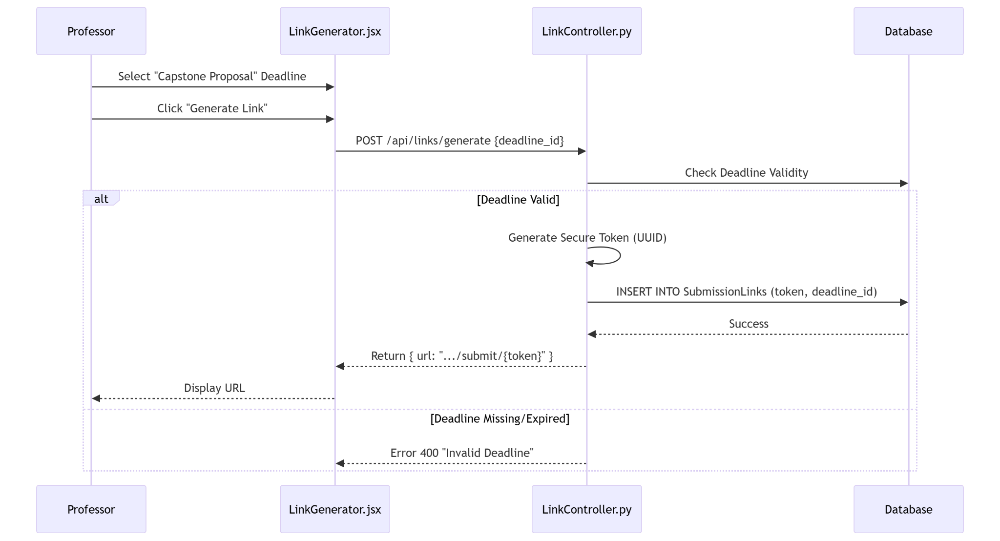 Professor
LinkGenerator.jsx
LinkController.py
Database
Select "Capstone Proposal" Deadline
Click "Generate Link"
POST /api/links/generate {deadline_id}
Check Deadline Validity
alt
[Deadline Valid]
Generate Secure Token (UUID)
INSERT INTO SubmissionLinks (token, deadline_id)
Success
Return { url: ".../submit/{token}" }
Display URL
[Deadline Missing/Expired]
Error 400 "Invalid Deadline"
Professor
LinkGenerator.jsx
LinkController.py
Database